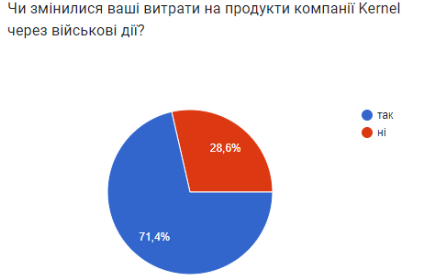 Чи змінилися ваші витрати на продукти компанії Kernel
через військові дії?
так
ні
28,6%
71,4%